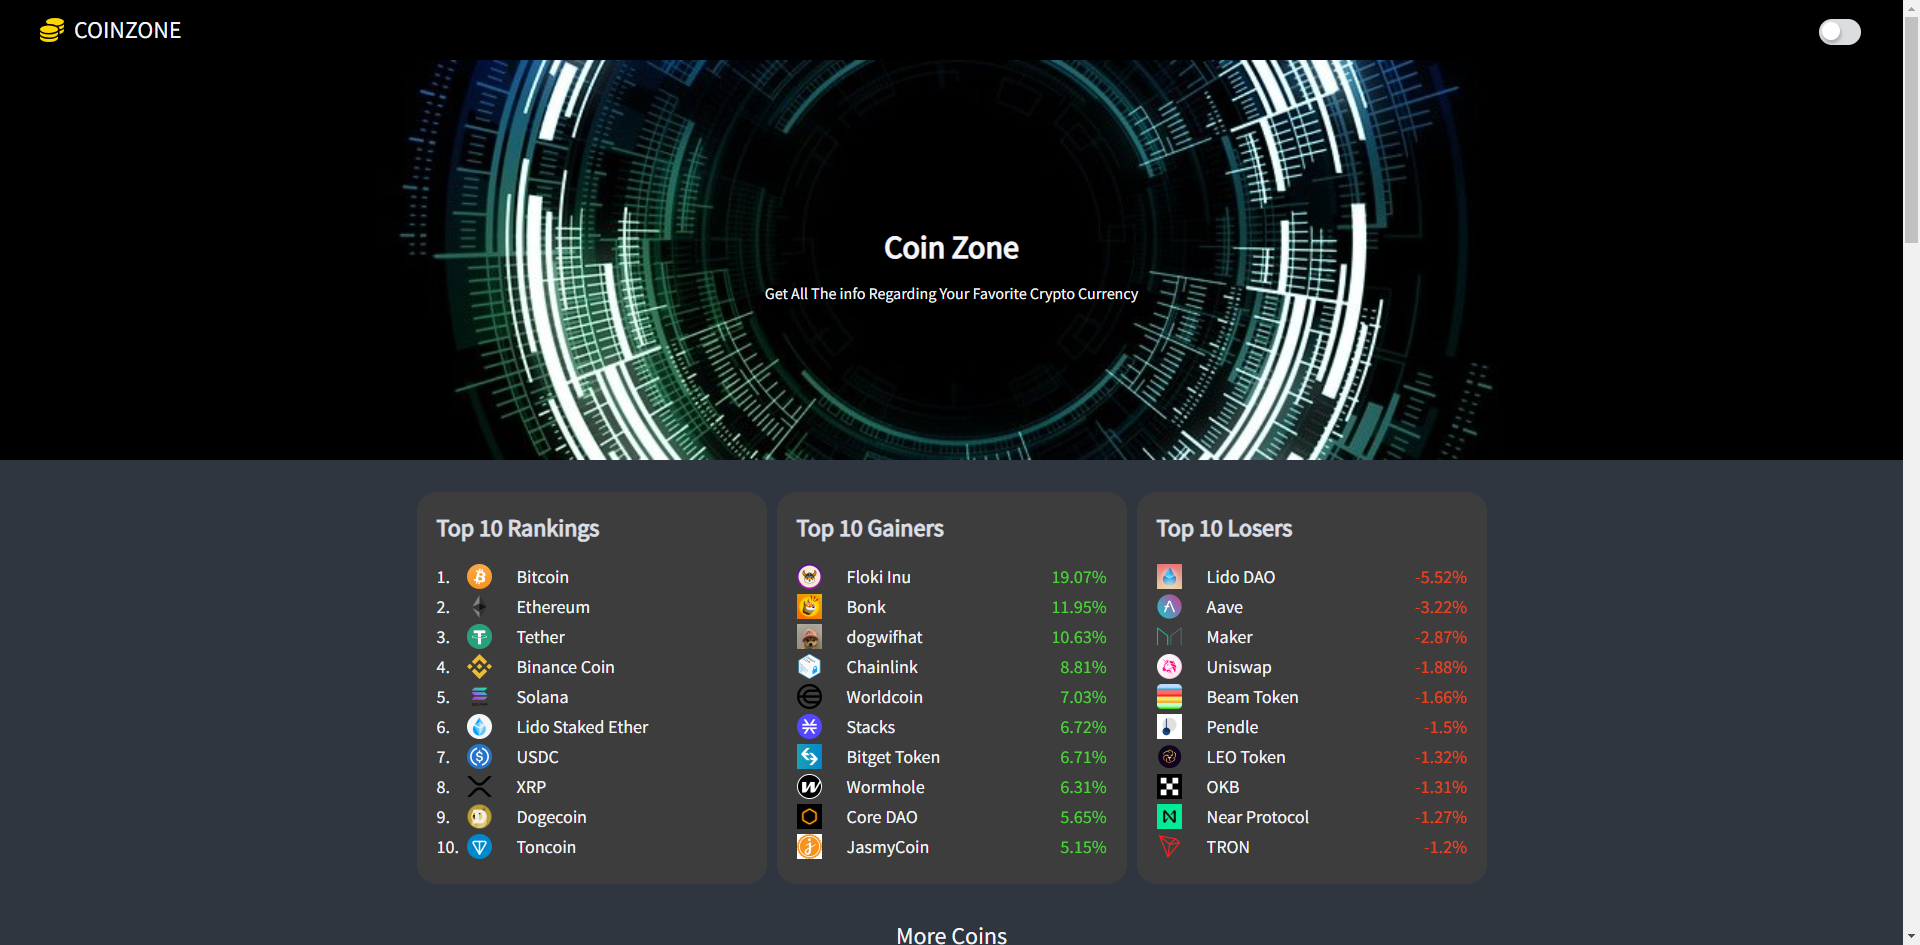 COINZONE
Coin Zone
Get All The info Regarding Your Favorite Crypto Currency
Top 10 Rankings
1. Bitcoin
2. Ethereum
3. Tether
4. Binance Coin
5. Solana
6. Lido Staked Ether
7. USDC
8. XRP
9. Dogecoin
10. Toncoin
Top 10 Gainers
Floki Inu 19.07%
Bonk 11.95%
dogwifhat 10.63%
Chainlink 8.81%
Worldcoin 7.03%
Stacks 6.72%
Bitget Token 6.71%
Wormhole 6.31%
Core DAO 5.65%
JasmyCoin 5.15%
Top 10 Losers
Lido DAO -5.52%
Aave -3.22%
Maker -2.87%
Uniswap -1.88%
Beam Token -1.66%
Pendle -1.5%
LEO Token -1.32%
OKB -1.31%
Near Protocol -1.27%
TRON -1.2%
More Coins